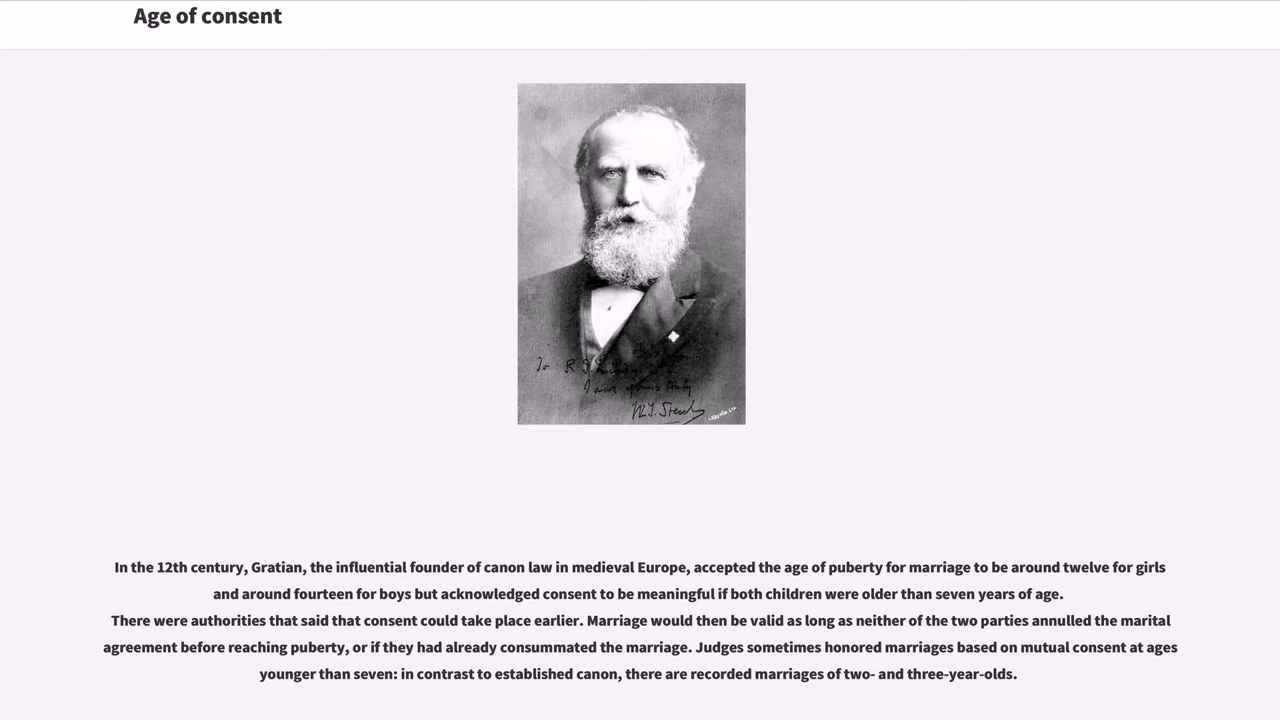 Age of consent
To R
I am yours truly
W.T. Stead
In the 12th century, Gratian, the influential founder of canon law in medieval Europe, accepted the age of puberty for marriage to be around twelve for girls
and around fourteen for boys but acknowledged consent to be meaningful if both children were older than seven years of age.
There were authorities that said that consent could take place earlier. Marriage would then be valid as long as neither of the two parties annulled the marital
agreement before reaching puberty, or if they had already consummated the marriage. Judges sometimes honored marriages based on mutual consent at ages
younger than seven: in contrast to established canon, there are recorded marriages of two- and three-year-olds.